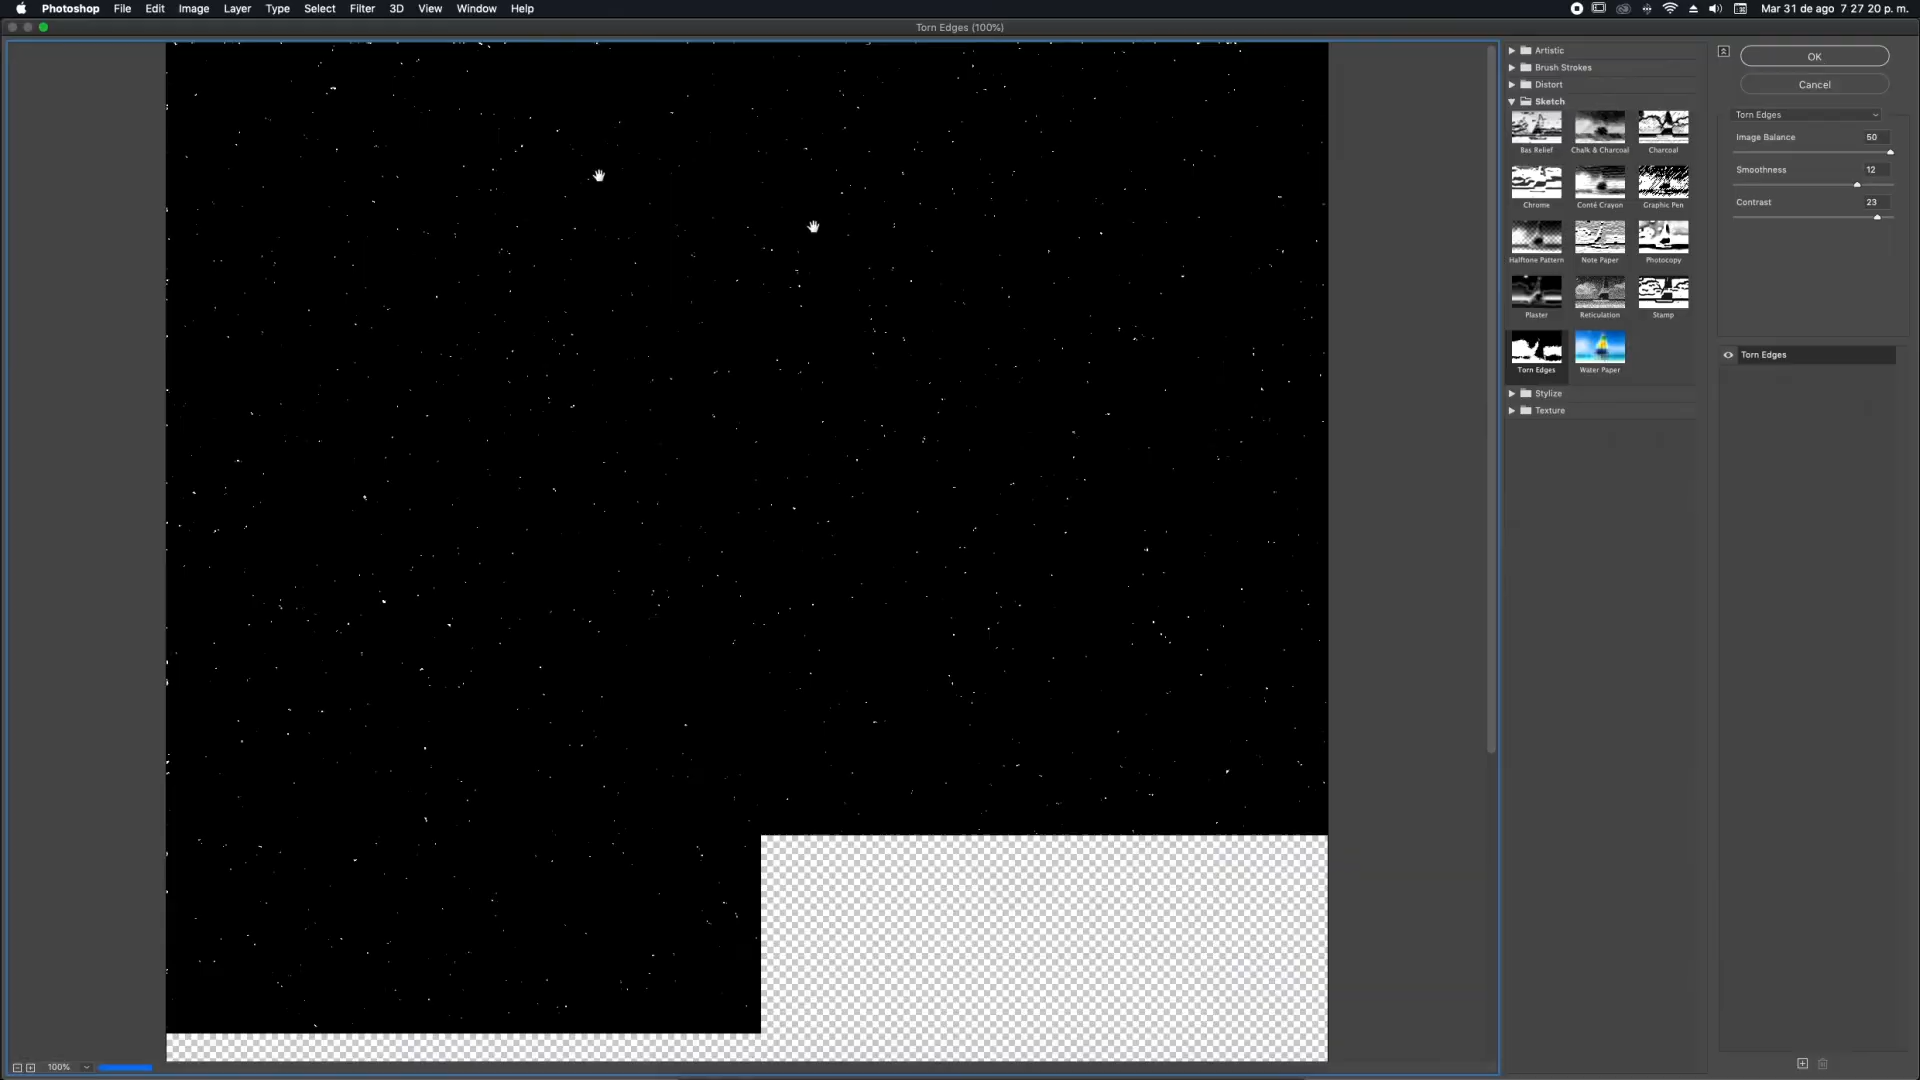 Photoshop File Edit Image Layer Type Select Filter 3D View Window Help Mar 31 de ago 7 27 20 p. m.
Torn Edges (100%)
Artistic
Brush Strokes
Distort
Sketch
Bas Relief Chalk & Charcoal Charcoal
Chrome Conté Crayon Graphic Pen
Halftone Pattern Note Paper Photocopy
Plaster Reticulation Stamp
Torn Edges Water Paper
Stylize
Texture
OK
Cancel
Torn Edges
Image Balance 50
Smoothness 12
Contrast 23
Torn Edges
100%